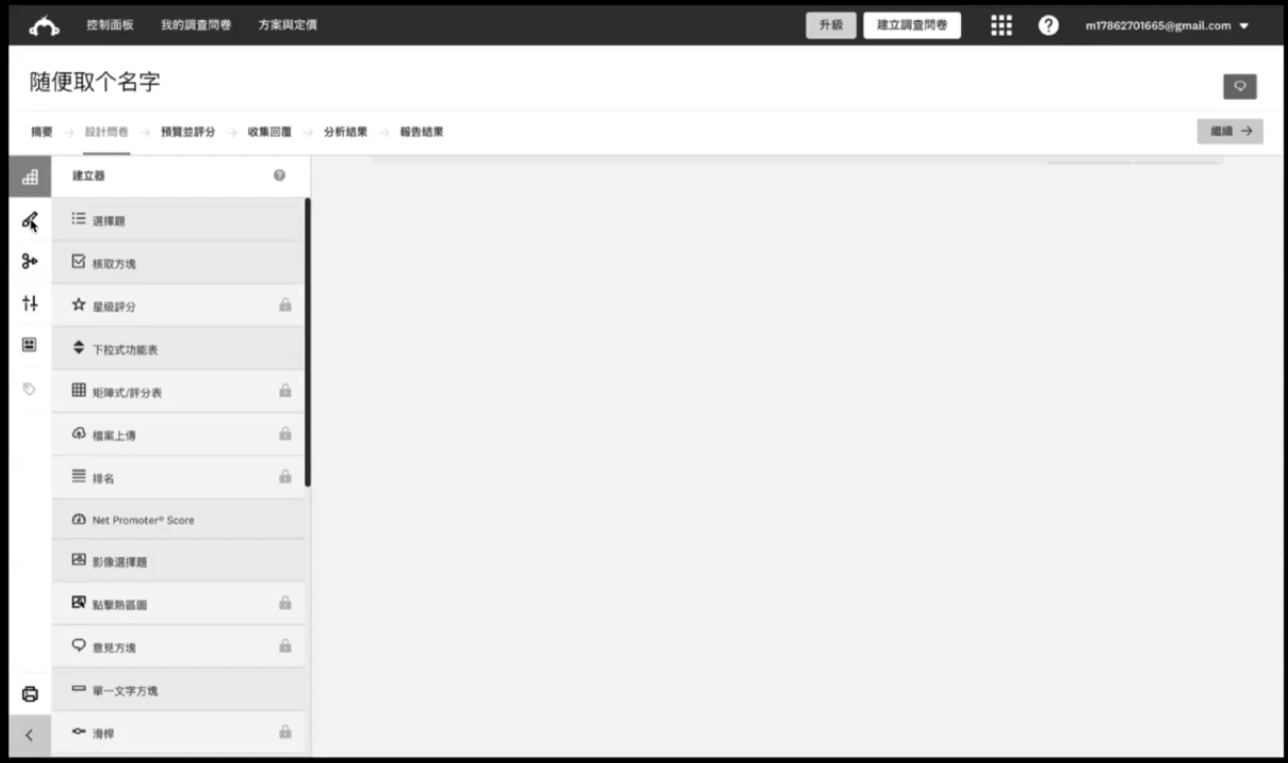 控制面板 我的調查問卷 方案與定價 升級 建立調查問卷 m17862701665@gmail.com
随便取个名字
摘要 設計問卷 預覽並評分 收集回覆 分析結果 報告結果 繼續
建立器
選擇題
核取方塊
星級評分
下拉式功能表
矩陣式/評分表
檔案上傳
排名
Net Promoter® Score
影像選擇題
點擊熱區圖
意見方塊
單一文字方塊
滑桿